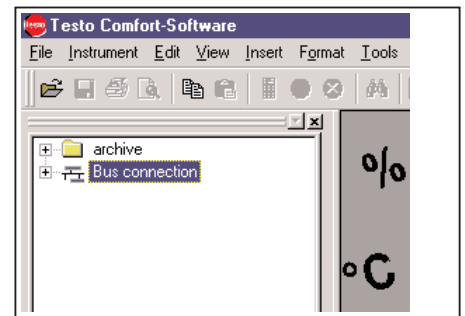 Testo Comfort-Software
File Instrument Edit View Insert Format Tools
archive
Bus connection
%
°C